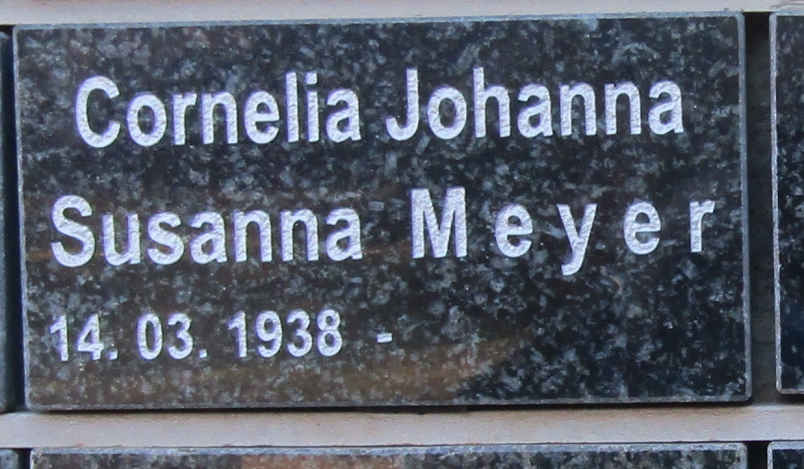 Cornelia Johanna
Susanna Meyer
14. 03. 1938 -